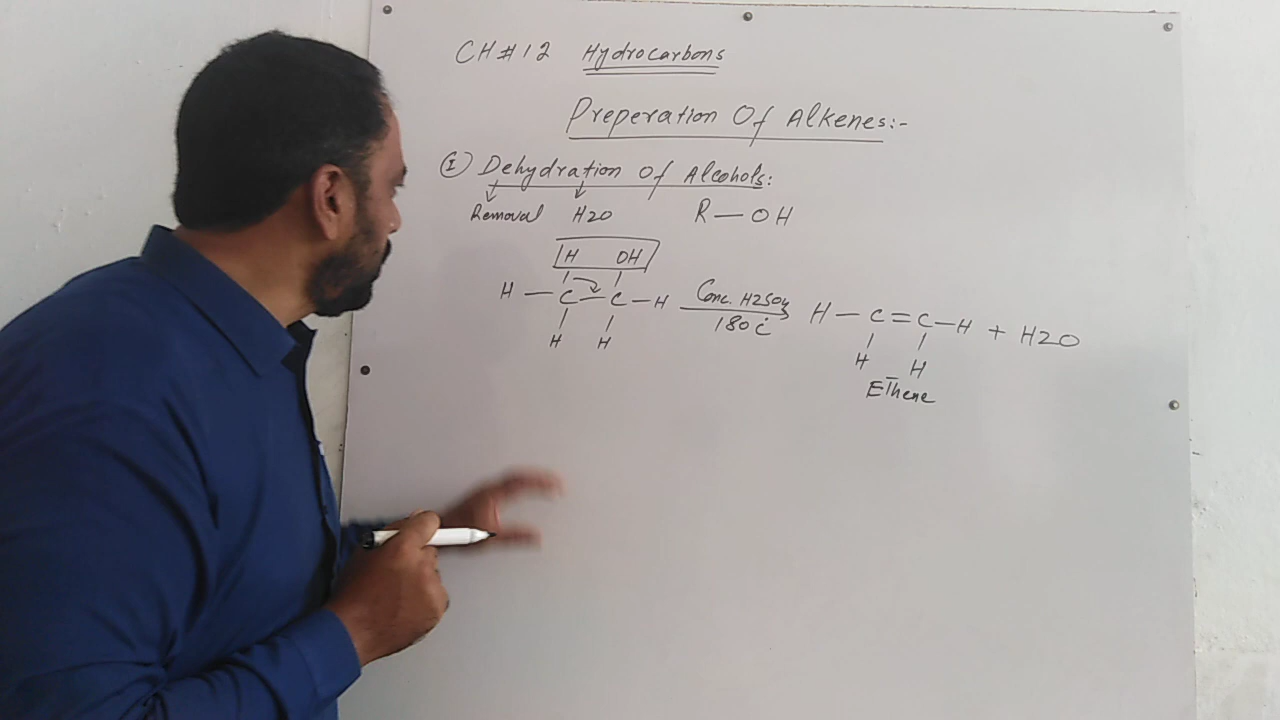 CH#12 Hydrocarbons
Preperation Of Alkenes:-
(I) Dehydration Of Alcohols:
Removal H2O R—OH
H OH
H—C—C—H Conc. H2SO4 180°C H—C=C—H + H2O
H H H H
Ethene